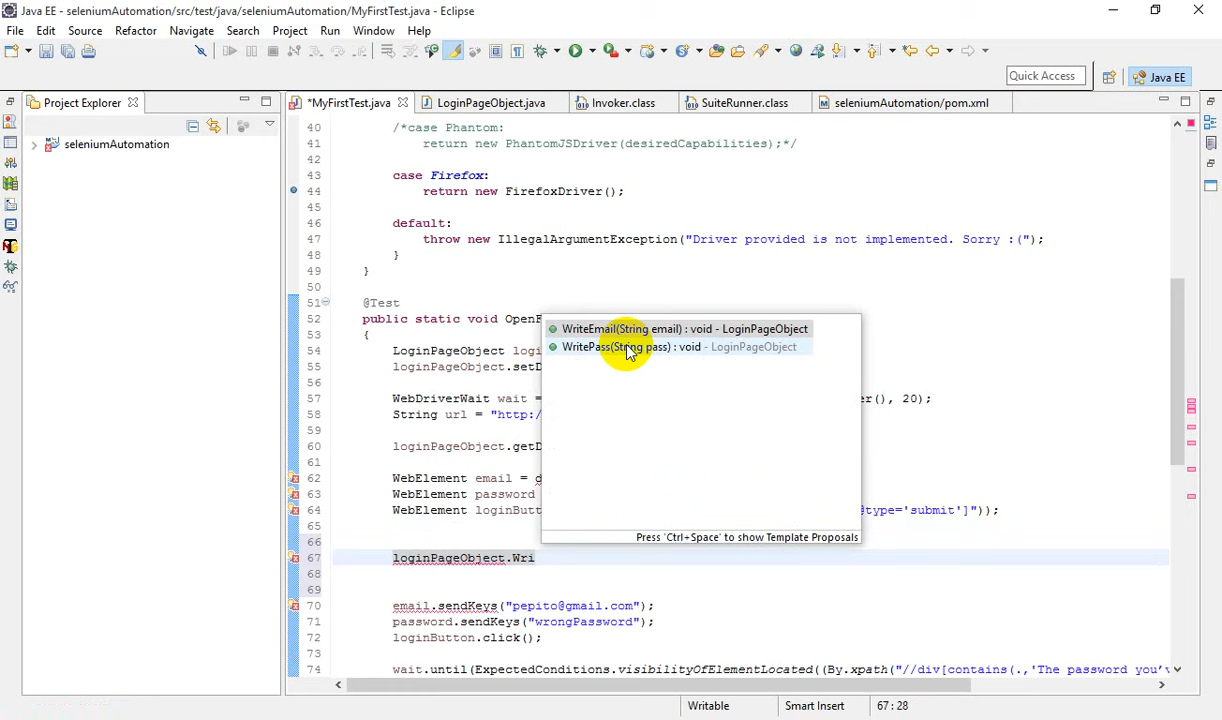 Java EE - seleniumAutomation/src/test/java/seleniumAutomation/MyFirstTest.java - Eclipse
File Edit Source Refactor Navigate Search Project Run Window Help
Quick Access
Java EE
Project Explorer
*MyFirstTest.java
LoginPageObject.java
Invoker.class
SuiteRunner.class
seleniumAutomation/pom.xml
seleniumAutomation
40 /*case Phantom:
41 return new PhantomJSDriver(desiredCapabilities);*/
42
43 case Firefox:
44 return new FirefoxDriver();
45
46 default:
47 throw new IllegalArgumentException("Driver provided is not implemented. Sorry :(");
48 }
49 }
50
51 @Test
52 public static void OpenF
53 {
54 LoginPageObject logi
55 loginPageObject.setD
56
57 WebDriverWait wait = er(), 20);
58 String url = "http:/
59
60 loginPageObject.getD
61
62 WebElement email = d
63 WebElement password
64 WebElement loginButt @type='submit']"));
65
66
67 loginPageObject.Wri
68
69
70 email.sendKeys("pepito@gmail.com");
71 password.sendKeys("wrongPassword");
72 loginButton.click();
73
74 wait.until(ExpectedConditions.visibilityOfElementLocated((By.xpath("//div[contains(.,'The password you'v
WriteEmail(String email) : void - LoginPageObject
WritePass(String pass) : void - LoginPageObject
Press 'Ctrl+Space' to show Template Proposals
Writable
Smart Insert
67 : 28